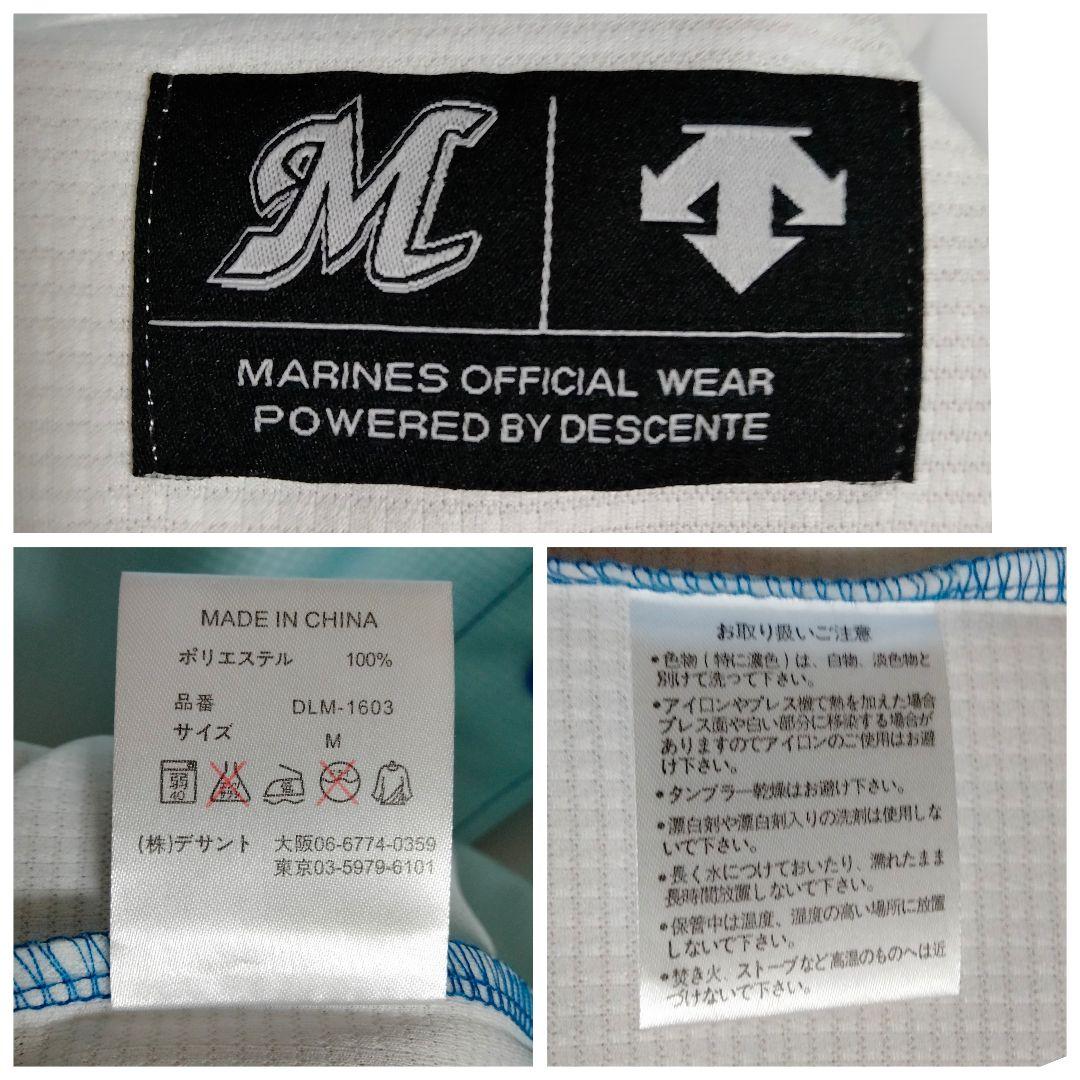 M
MARINES OFFICIAL WEAR
POWERED BY DESCENTE
MADE IN CHINA
ポリエステル 100%
品番 DLM-1603
サイズ M
弱 40
(株)デサント 大阪06-6774-0359
東京03-5979-6101
お取り扱いご注意
•色物(特に濃色)は、白物、淡色物と
別けて洗って下さい。
•アイロンやプレス機で熱を加えた場合
プレス面や白い部分に移染する場合が
ありますのでアイロンのご使用はお避
け下さい。
•タンブラー乾燥はお避け下さい。
•漂白剤や漂白剤入りの洗剤は使用しな
いで下さい。
•長く水につけておいたり、濡れたまま
長時間放置しないで下さい。
•保管中は温度、湿度の高い場所に放置
しないで下さい。
•焚き火、ストーブなど高温のものへは近
づけないで下さい。